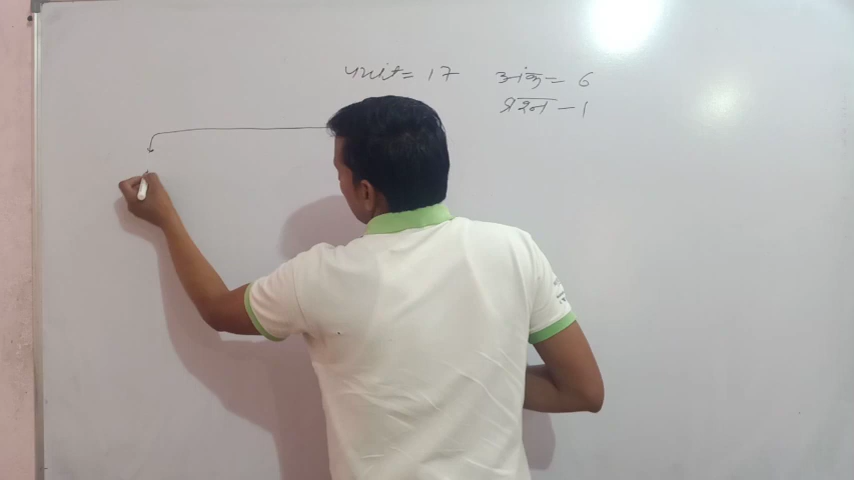 unit = 17 अंक = 6
प्रश्न - 1